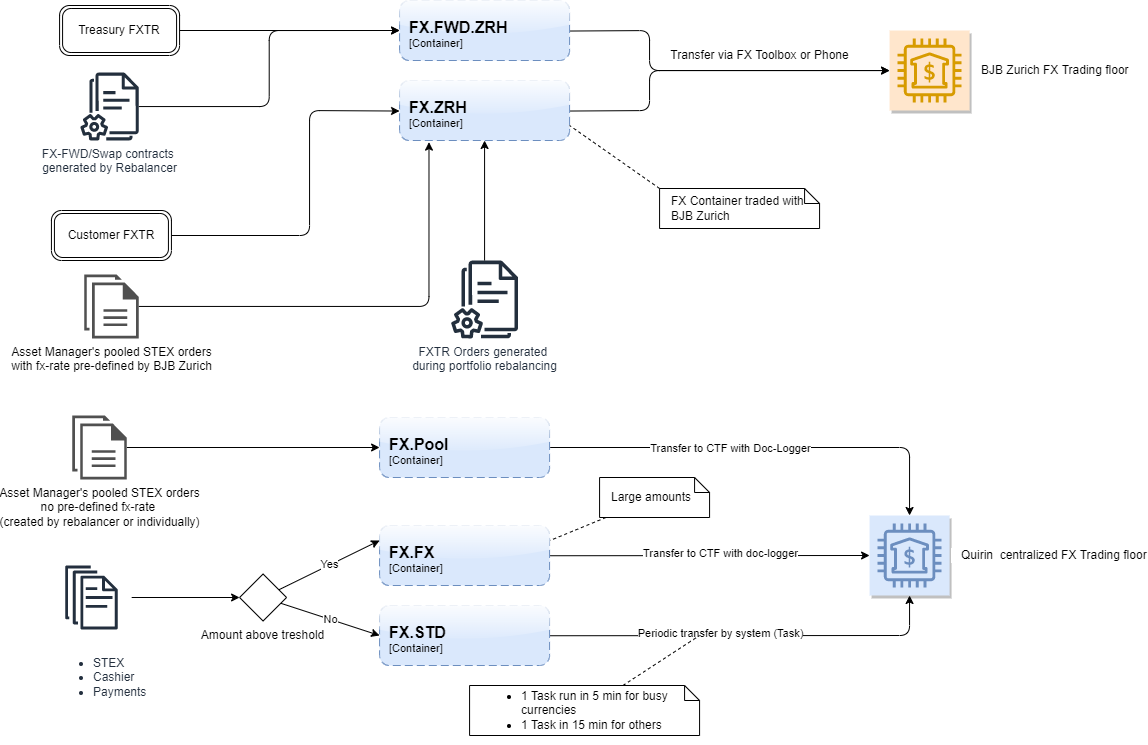 Treasury FXTR
FX.FWD.ZRH
[Container]
Transfer via FX Toolbox or Phone
BJB Zurich FX Trading floor
$
FX-FWD/Swap contracts
generated by Rebalancer
FX.ZRH
[Container]
FX Container traded with
BJB Zurich
Customer FXTR
Asset Manager's pooled STEX orders
with fx-rate pre-defined by BJB Zurich
FXTR Orders generated
during portfolio rebalancing
FX.Pool
[Container]
Transfer to CTF with Doc-Logger
Asset Manager's pooled STEX orders
no pre-defined fx-rate
(created by rebalancer or individually)
Large amounts
FX.FX
[Container]
Transfer to CTF with doc-logger
$
Quirin centralized FX Trading floor
Yes
No
Amount above treshold
FX.STD
[Container]
Periodic transfer by system (Task)
• STEX
• Cashier
• Payments
• 1 Task run in 5 min for busy
currencies
• 1 Task in 15 min for others